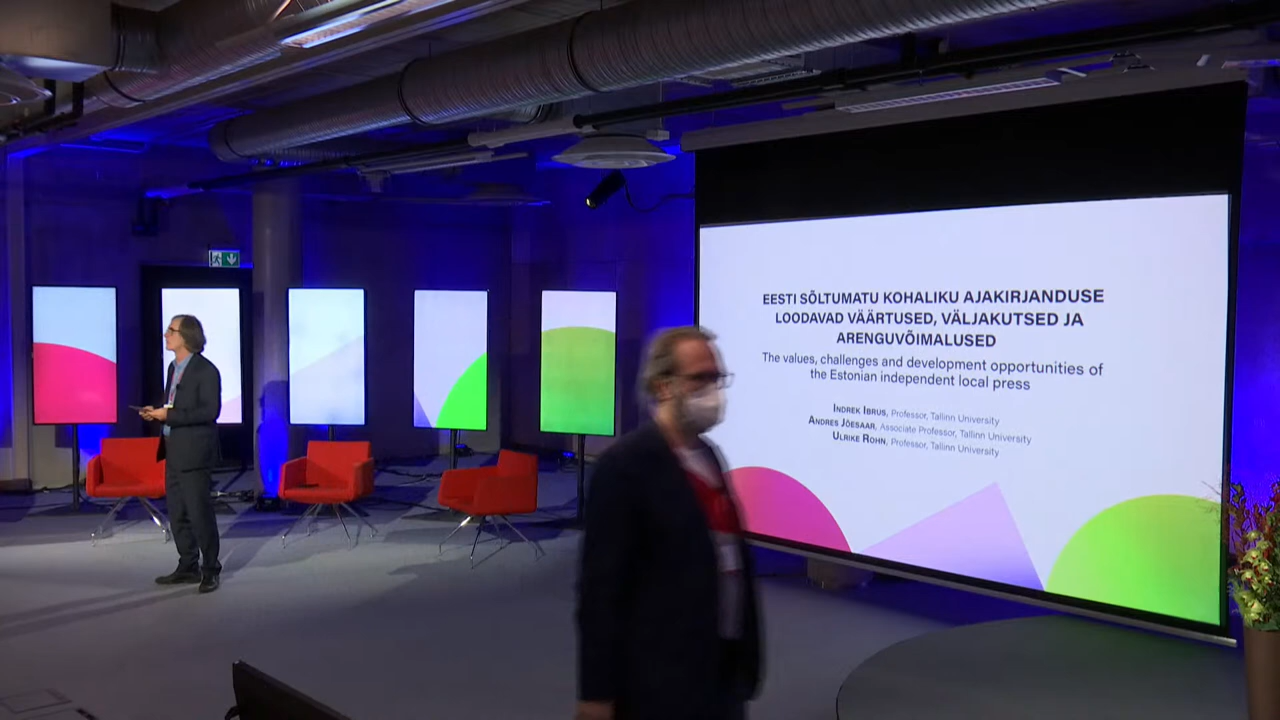 EESTI SÕLTUMATU KOHALIKU AJAKIRJANDUSE
LOODAVAD VÄÄRTUSED, VÄLJAKUTSED JA
ARENGUVÕIMALUSED
The values, challenges and development opportunities of
the Estonian independent local press
INDREK IBRUS, Professor, Tallinn University
ANDRES JÕESAAR, Associate Professor, Tallinn University
ULRIKE ROHN, Professor, Tallinn University